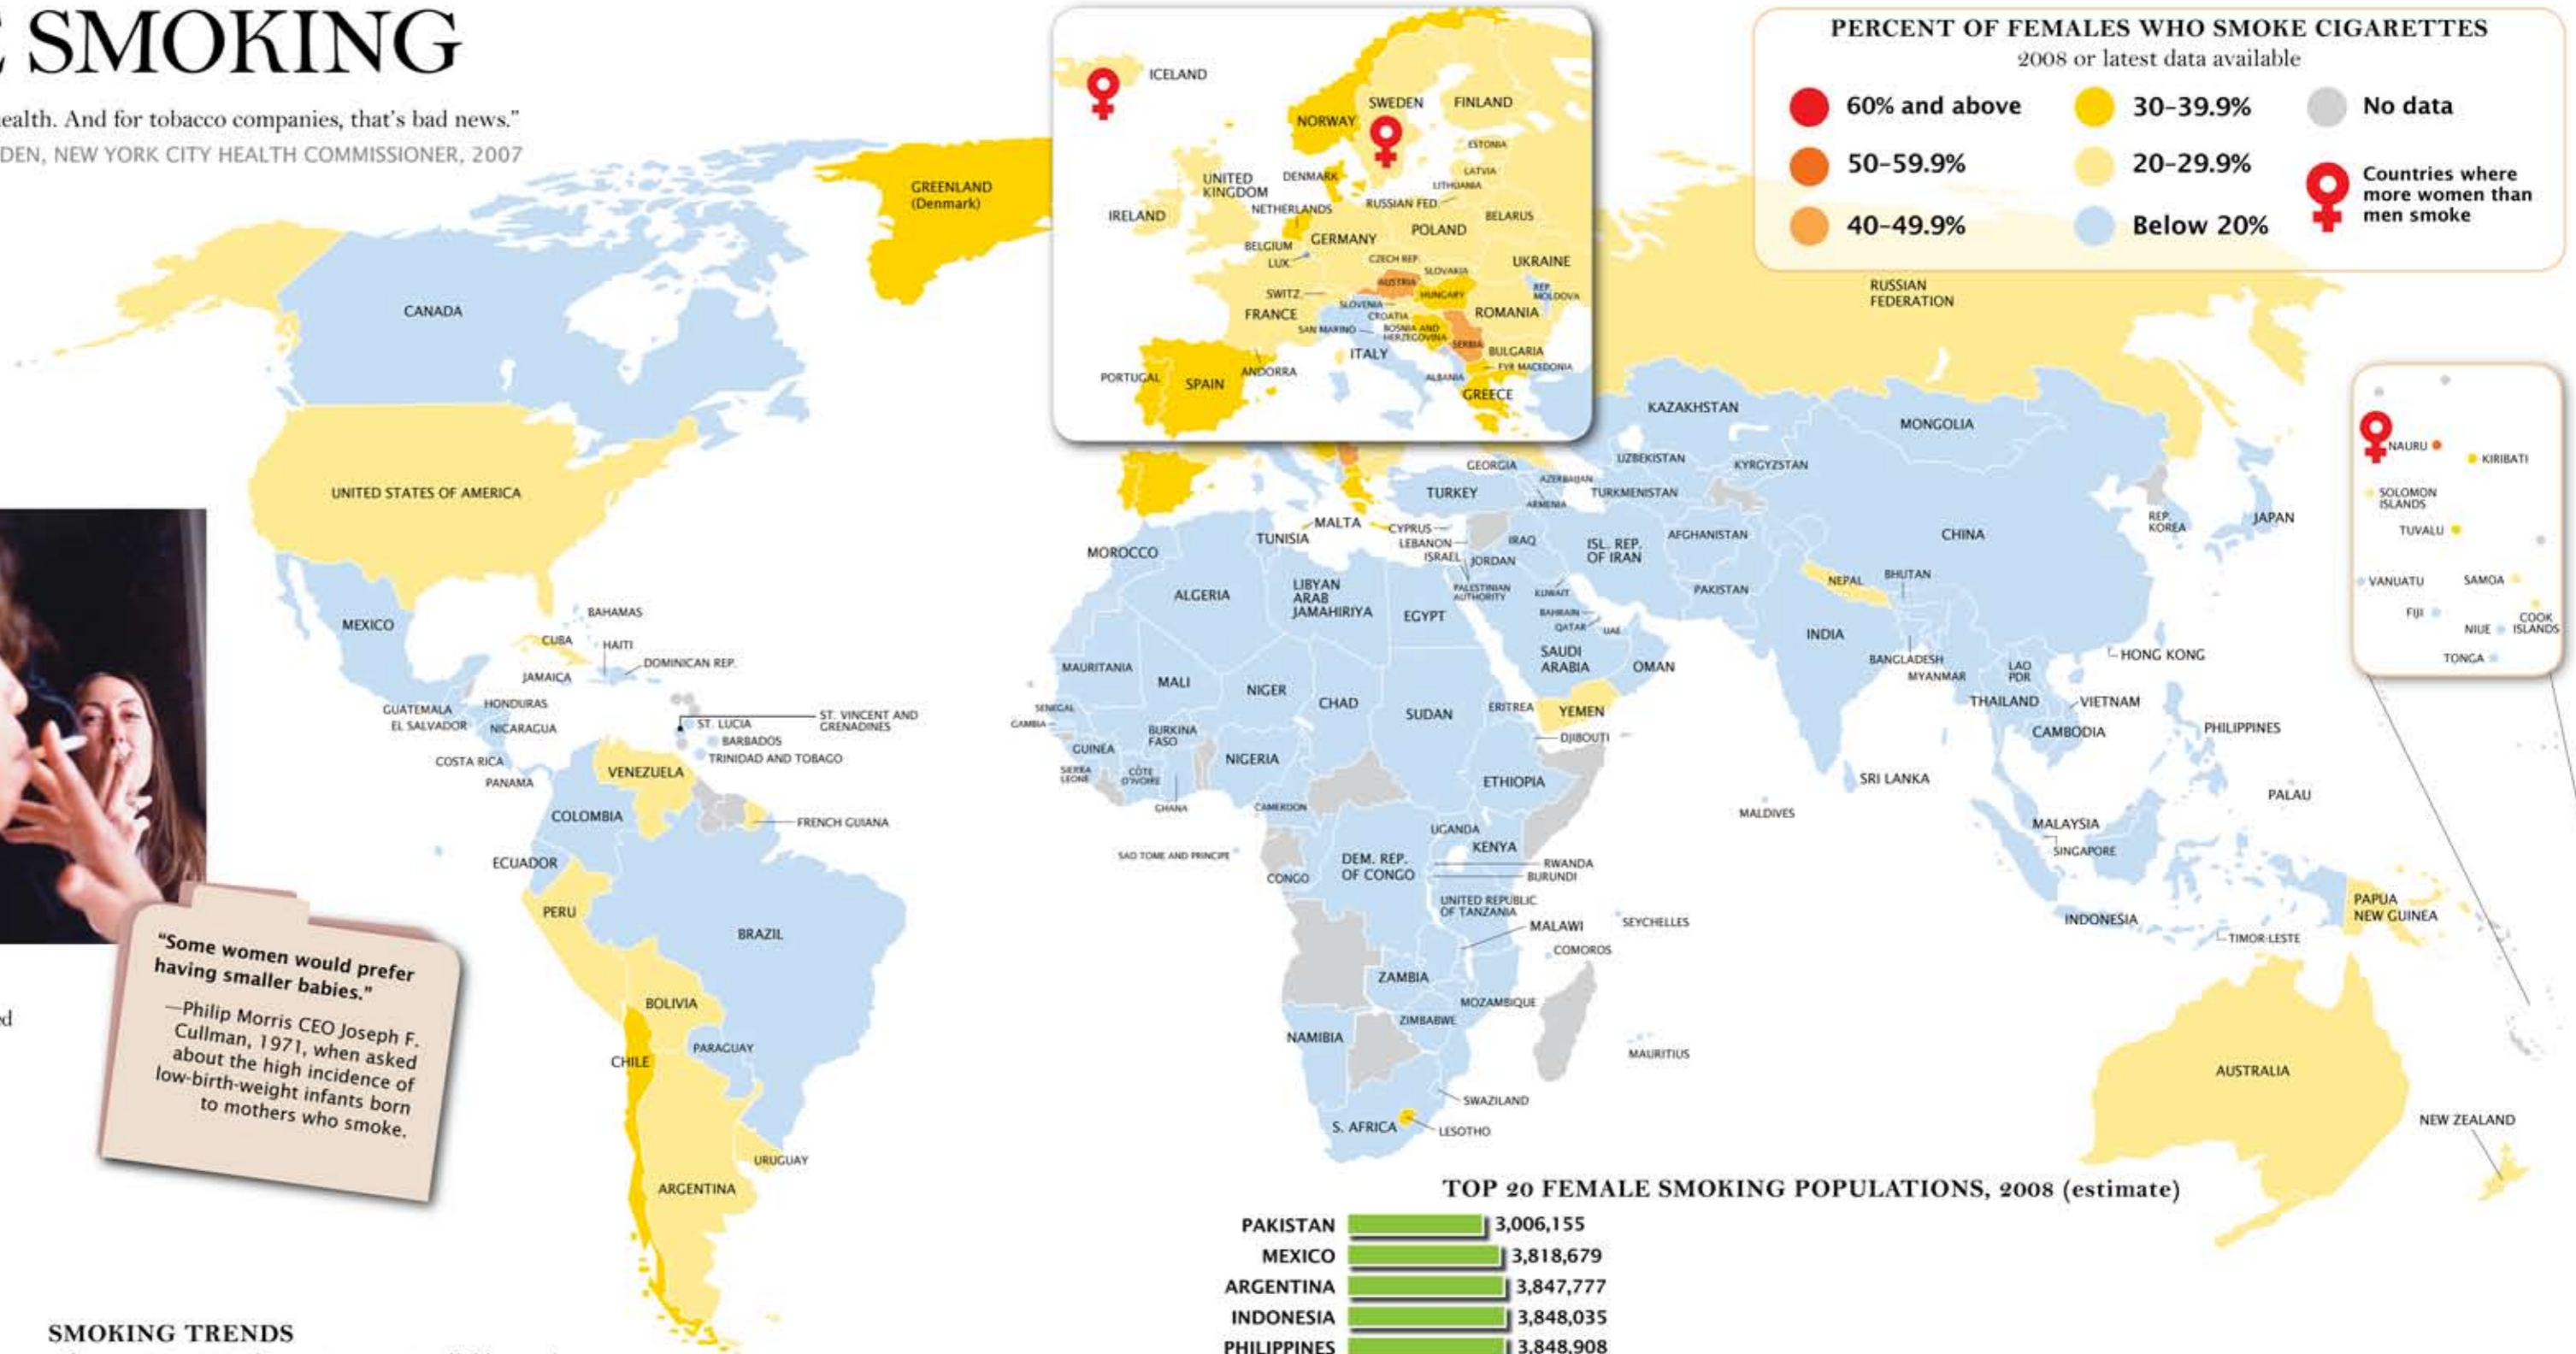 E SMOKING
ealth. And for tobacco companies, that's bad news.”
DEN, NEW YORK CITY HEALTH COMMISSIONER, 2007
PERCENT OF FEMALES WHO SMOKE CIGARETTES
2008 or latest data available
60% and above
50–59.9%
40–49.9%
30–39.9%
20–29.9%
Below 20%
No data
Countries where
more women than
men smoke
ICELAND
NORWAY
SWEDEN
FINLAND
ESTONIA
LATVIA
LITHUANIA
RUSSIAN FED.
BELARUS
UNITED
KINGDOM
DENMARK
IRELAND
NETHERLANDS
POLAND
GERMANY
BELGIUM
LUX.
CZECH REP.
SLOVAKIA
UKRAINE
AUSTRIA
HUNGARY
REP.
MOLDOVA
SWITZ.
SLOVENIA
FRANCE
CROATIA
ROMANIA
SAN MARINO
BOSNIA AND
HERZEGOVINA
SERBIA
BULGARIA
ITALY
FYR MACEDONIA
ANDORRA
ALBANIA
PORTUGAL
SPAIN
GREECE
GREENLAND
(Denmark)
CANADA
UNITED STATES OF AMERICA
MEXICO
BAHAMAS
CUBA
HAITI
DOMINICAN REP.
JAMAICA
GUATEMALA
HONDURAS
EL SALVADOR
NICARAGUA
COSTA RICA
PANAMA
ST. LUCIA
ST. VINCENT AND
GRENADINES
BARBADOS
TRINIDAD AND TOBAGO
VENEZUELA
COLOMBIA
FRENCH GUIANA
ECUADOR
PERU
BRAZIL
BOLIVIA
PARAGUAY
CHILE
URUGUAY
ARGENTINA
RUSSIAN
FEDERATION
KAZAKHSTAN
MONGOLIA
UZBEKISTAN
KYRGYZSTAN
GEORGIA
AZERBAIJAN
TURKEY
TURKMENISTAN
ARMENIA
MALTA
CYPRUS
LEBANON
ISRAEL
IRAQ
JORDAN
ISL. REP.
OF IRAN
AFGHANISTAN
CHINA
REP.
KOREA
JAPAN
TUNISIA
MOROCCO
ALGERIA
LIBYAN
ARAB
JAMAHIRIYA
EGYPT
PALESTINIAN
AUTHORITY
KUWAIT
BAHRAIN
QATAR
UAE
PAKISTAN
NEPAL
BHUTAN
INDIA
SAUDI
ARABIA
OMAN
BANGLADESH
MYANMAR
LAO
PDR
HONG KONG
THAILAND
VIETNAM
CAMBODIA
PHILIPPINES
MAURITANIA
MALI
NIGER
CHAD
SUDAN
ERITREA
YEMEN
DJIBOUTI
SENEGAL
GAMBIA
GUINEA
BURKINA
FASO
NIGERIA
SIERRA
LEONE
CÔTE
D'IVOIRE
GHANA
CAMEROON
ETHIOPIA
SRI LANKA
MALDIVES
PALAU
MALAYSIA
SINGAPORE
SAO TOME AND PRINCIPE
CONGO
DEM. REP.
OF CONGO
UGANDA
KENYA
RWANDA
BURUNDI
UNITED REPUBLIC
OF TANZANIA
MALAWI
SEYCHELLES
COMOROS
ZAMBIA
MOZAMBIQUE
ZIMBABWE
NAMIBIA
MAURITIUS
SWAZILAND
S. AFRICA
LESOTHO
INDONESIA
TIMOR-LESTE
PAPUA
NEW GUINEA
AUSTRALIA
NEW ZEALAND
NAURU
KIRIBATI
SOLOMON
ISLANDS
TUVALU
VANUATU
SAMOA
FIJI
COOK
ISLANDS
NIUE
TONGA
“Some women would prefer
having smaller babies.”
—Philip Morris CEO Joseph F.
Cullman, 1971, when asked
about the high incidence of
low-birth-weight infants born
to mothers who smoke.
ed
SMOKING TRENDS
TOP 20 FEMALE SMOKING POPULATIONS, 2008 (estimate)
PAKISTAN 3,006,155
MEXICO 3,818,679
ARGENTINA 3,847,777
INDONESIA 3,848,035
PHILIPPINES 3,848,908